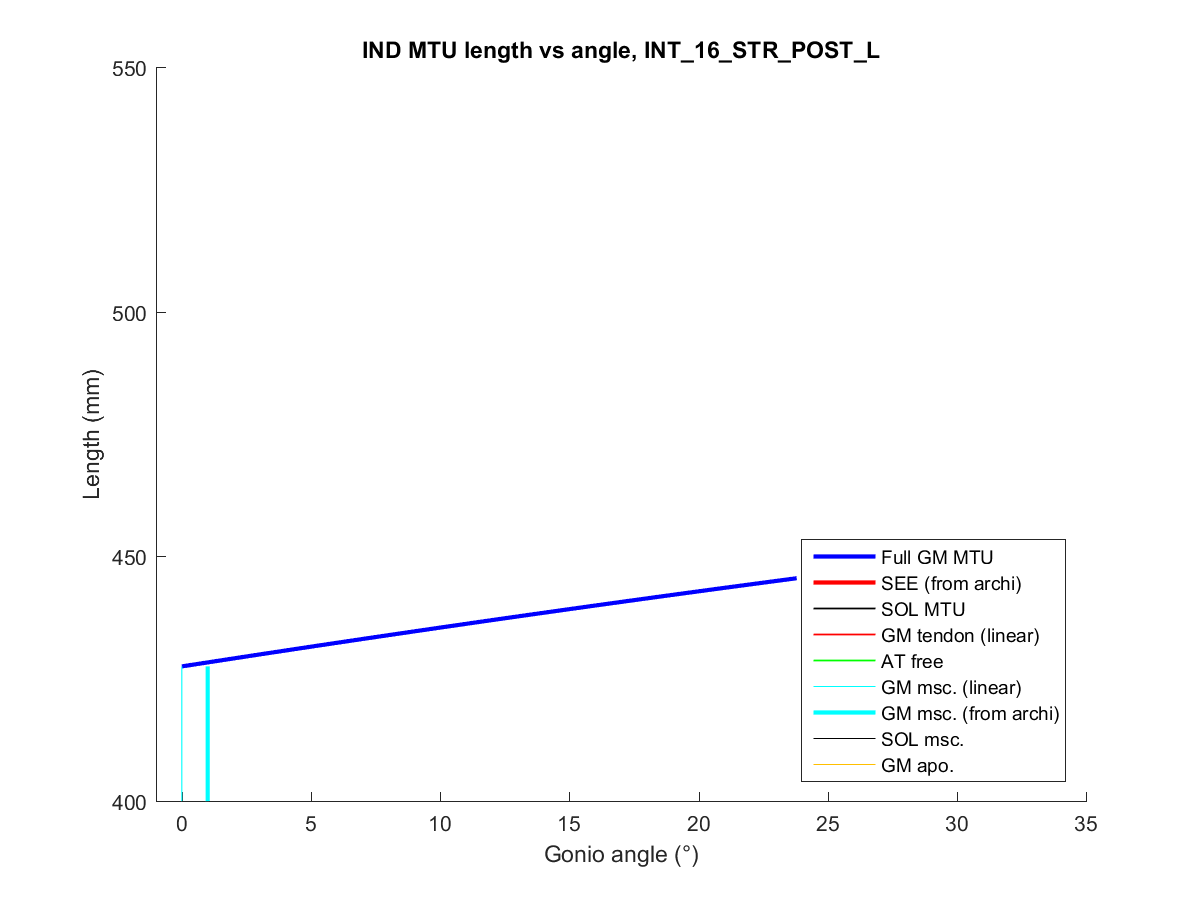 IND MTU length vs angle, INT_16_STR_POST_L
550
500
450
400
Length (mm)
0 5 10 15 20 25 30 35
Gonio angle (°)
Full GM MTU
SEE (from archi)
SOL MTU
GM tendon (linear)
AT free
GM msc. (linear)
GM msc. (from archi)
SOL msc.
GM apo.